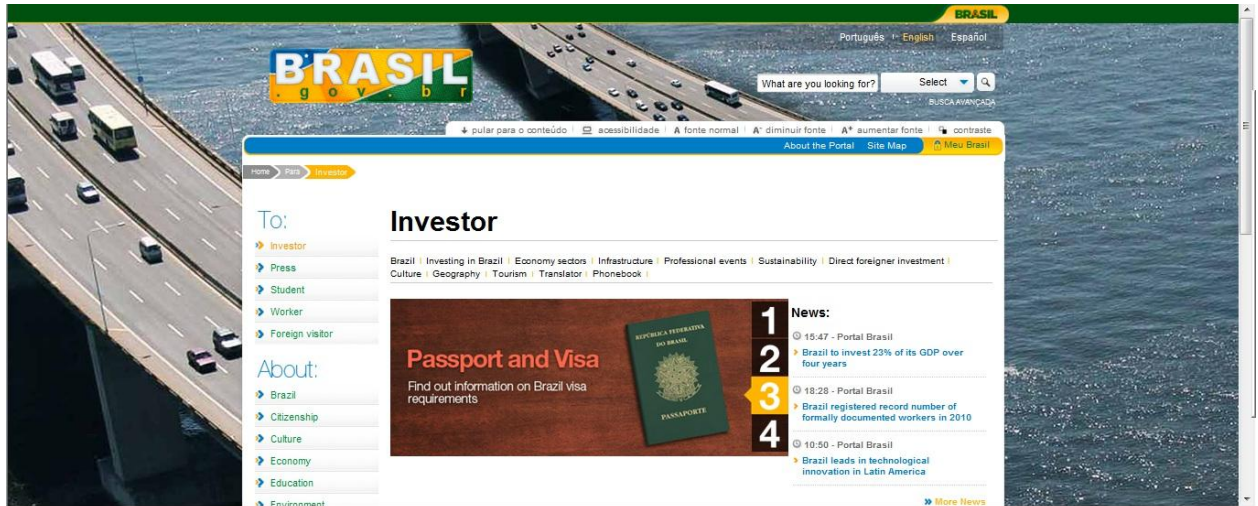 BRASIL
Português English Español
BRASIL
.gov.br
What are you looking for? Select
BUSCA AVANÇADA
pular para o conteúdo acessibilidade A fonte normal A- diminuir fonte A+ aumentar fonte contraste
About the Portal Site Map Meu Brasil
Home Para Investor
To:
Investor
Press
Student
Worker
Foreign visitor
About:
Brazil
Citizenship
Culture
Economy
Education
Environment
Investor
Brazil Investing in Brazil Economy sectors Infrastructure Professional events Sustainability Direct foreigner investment
Culture Geography Tourism Translator Phonebook
Passport and Visa
Find out information on Brazil visa
requirements
REPÚBLICA FEDERATIVA
DO BRASIL
PASSAPORTE
1
2
3
4
News:
15:47 - Portal Brasil
Brazil to invest 23% of its GDP over
four years
18:28 - Portal Brasil
Brazil registered record number of
formally documented workers in 2010
10:50 - Portal Brasil
Brazil leads in technological
innovation in Latin America
More News